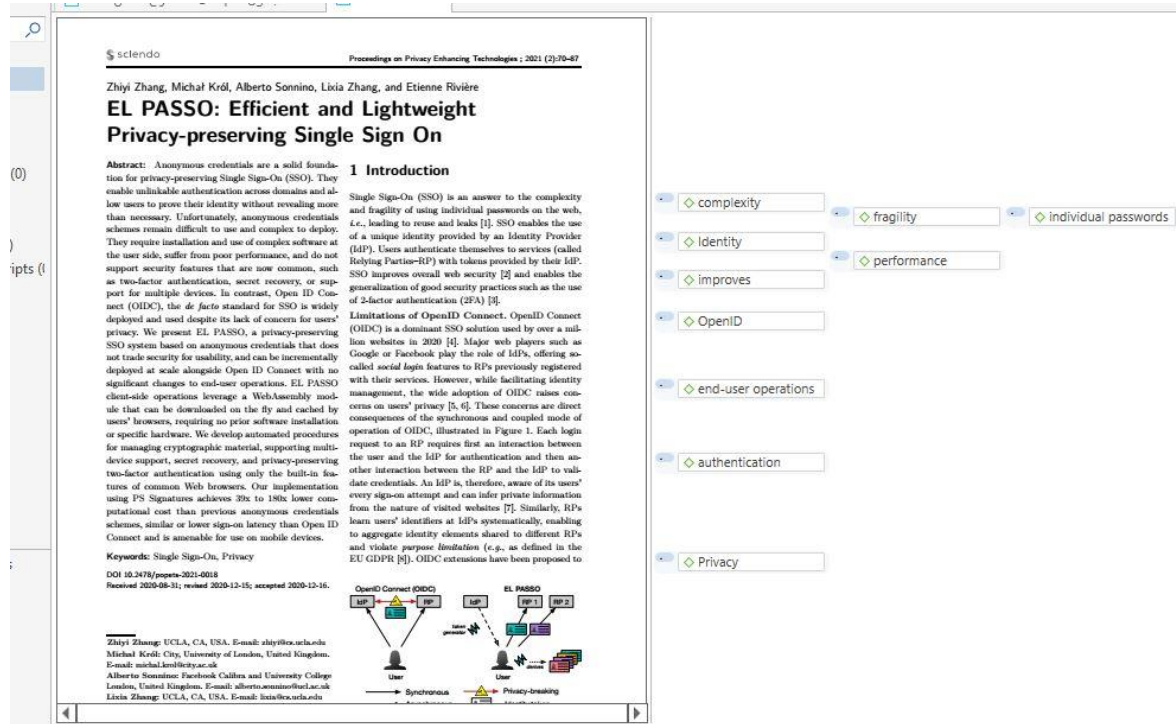 (0)
)
ripts (
s
sciendo
Proceedings on Privacy Enhancing Technologies ; 2021 (2):70–87
Zhiyi Zhang, Michał Król, Alberto Sonnino, Lixia Zhang, and Etienne Rivière
EL PASSO: Efficient and Lightweight
Privacy-preserving Single Sign On
Abstract: Anonymous credentials are a solid founda-
tion for privacy-preserving Single Sign-On (SSO). They
enable unlinkable authentication across domains and al-
low users to prove their identity without revealing more
than necessary. Unfortunately, anonymous credentials
schemes remain difficult to use and complex to deploy.
They require installation and use of complex software at
the user side, suffer from poor performance, and do not
support security features that are now common, such
as two-factor authentication, secret recovery, or sup-
port for multiple devices. In contrast, Open ID Con-
nect (OIDC), the de facto standard for SSO is widely
deployed and used despite its lack of concern for users'
privacy. We present EL PASSO, a privacy-preserving
SSO system based on anonymous credentials that does
not trade security for usability, and can be incrementally
deployed at scale alongside Open ID Connect with no
significant changes to end-user operations. EL PASSO
client-side operations leverage a WebAssembly mod-
ule that can be downloaded on the fly and cached by
users' browsers, requiring no prior software installation
or specific hardware. We develop automated procedures
for managing cryptographic material, supporting multi-
device support, secret recovery, and privacy-preserving
two-factor authentication using only the built-in fea-
tures of common Web browsers. Our implementation
using PS Signatures achieves 39x to 180x lower com-
putational cost than previous anonymous credentials
schemes, similar or lower sign-on latency than Open ID
Connect and is amenable for use on mobile devices.
Keywords: Single Sign-On, Privacy
DOI 10.2478/popets-2021-0018
Received 2020-08-31; revised 2020-12-15; accepted 2020-12-16.
Zhiyi Zhang: UCLA, CA, USA. E-mail: zhiyi@cs.ucla.edu
Michał Król: City, University of London, United Kingdom.
E-mail: michal.krol@city.ac.uk
Alberto Sonnino: Facebook Calibra and University College
London, United Kingdom. E-mail: alberto.sonnino@ucl.ac.uk
Lixia Zhang: UCLA, CA, USA. E-mail: lixia@cs.ucla.edu
1 Introduction
Single Sign-On (SSO) is an answer to the complexity
and fragility of using individual passwords on the web,
i.e., leading to reuse and leaks [1]. SSO enables the use
of a unique identity provided by an Identity Provider
(IdP). Users authenticate themselves to services (called
Relying Parties–RP) with tokens provided by their IdP.
SSO improves overall web security [2] and enables the
generalization of good security practices such as the use
of 2-factor authentication (2FA) [3].
Limitations of OpenID Connect. OpenID Connect
(OIDC) is a dominant SSO solution used by over a mil-
lion websites in 2020 [4]. Major web players such as
Google or Facebook play the role of IdPs, offering so-
called social login features to RPs previously registered
with their services. However, while facilitating identity
management, the wide adoption of OIDC raises con-
cerns on users' privacy [5, 6]. These concerns are direct
consequences of the synchronous and coupled mode of
operation of OIDC, illustrated in Figure 1. Each login
request to an RP requires first an interaction between
the user and the IdP for authentication and then an-
other interaction between the RP and the IdP to vali-
date credentials. An IdP is, therefore, aware of its users'
every sign-on attempt and can infer private information
from the nature of visited websites [7]. Similarly, RPs
learn users' identifiers at IdPs systematically, enabling
to aggregate identity elements shared to different RPs
and violate purpose limitation (e.g., as defined in the
EU GDPR [8]). OIDC extensions have been proposed to
OpenID Connect (OIDC)
EL PASSO
IdP
RP
IdP
RP 1
RP 2
token
generator
derives
User
User
Synchronous
Privacy-breaking
complexity
fragility
individual passwords
Identity
performance
improves
OpenID
end-user operations
authentication
Privacy